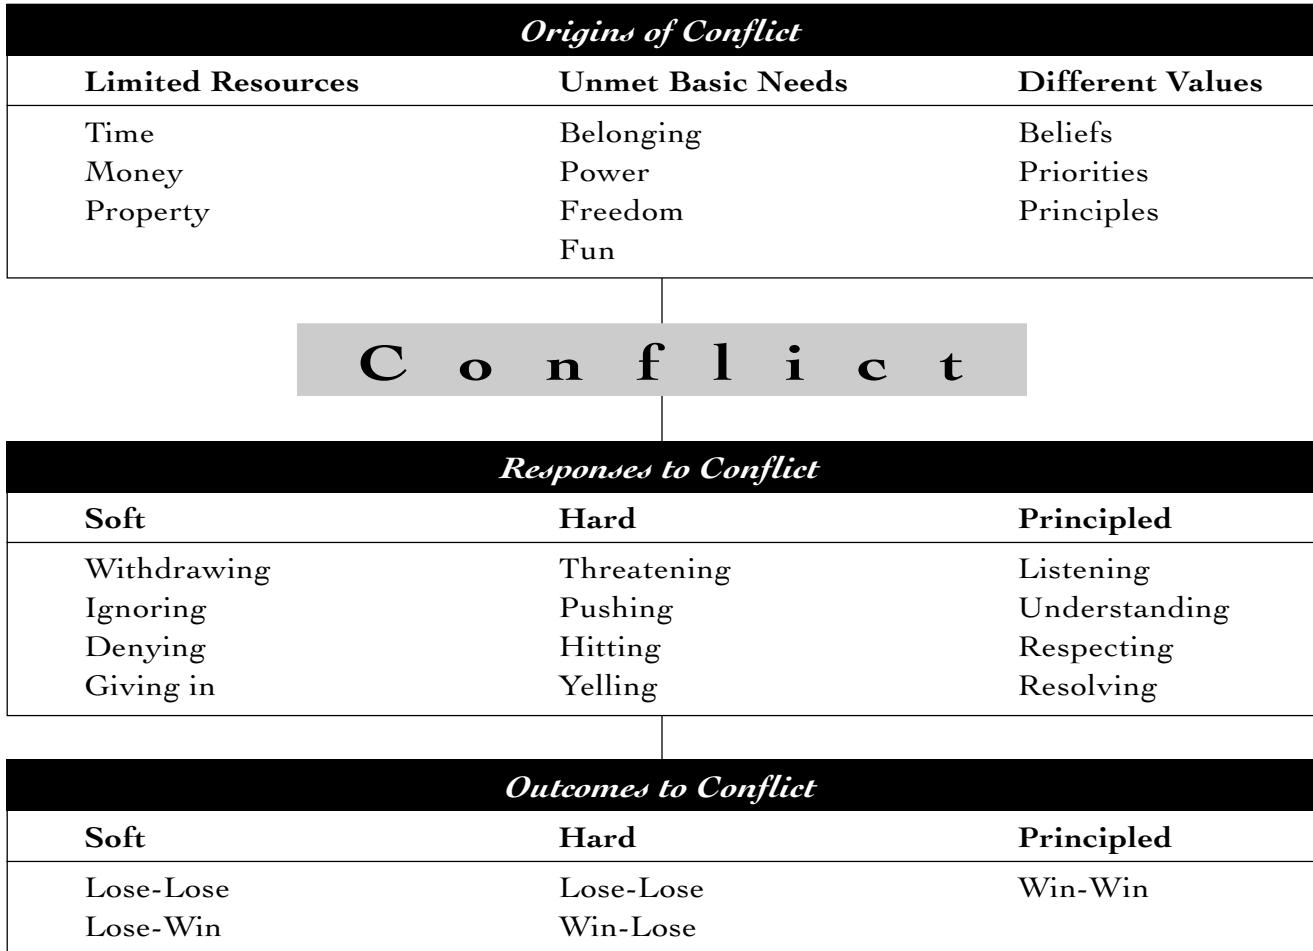 Origins of Conflict
Limited Resources Unmet Basic Needs Different Values
Time Belonging Beliefs
Money Power Priorities
Property Freedom Principles
Fun
Conflict
Responses to Conflict
Soft Hard Principled
Withdrawing Threatening Listening
Ignoring Pushing Understanding
Denying Hitting Respecting
Giving in Yelling Resolving
Outcomes to Conflict
Soft Hard Principled
Lose-Lose Lose-Lose Win-Win
Lose-Win Win-Lose